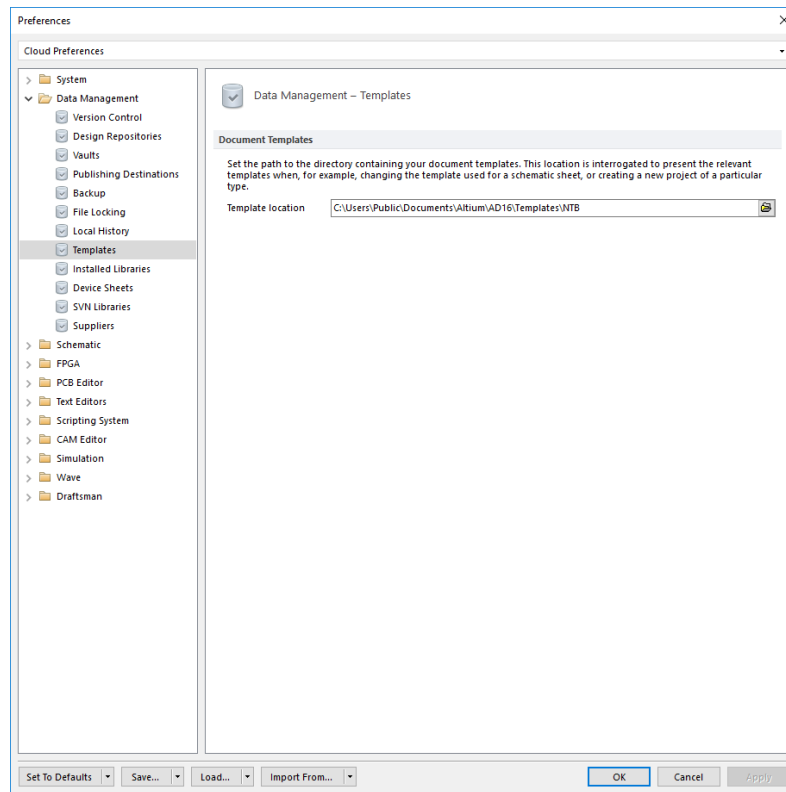 Preferences
Cloud Preferences
System
Data Management
Version Control
Design Repositories
Vaults
Publishing Destinations
Backup
File Locking
Local History
Templates
Installed Libraries
Device Sheets
SVN Libraries
Suppliers
Schematic
FPGA
PCB Editor
Text Editors
Scripting System
CAM Editor
Simulation
Wave
Draftsman
Data Management – Templates
Document Templates
Set the path to the directory containing your document templates. This location is interrogated to present the relevant
templates when, for example, changing the template used for a schematic sheet, or creating a new project of a particular
type.
Template location C:\Users\Public\Documents\Altium\AD16\Templates\NTB
Set To Defaults Save... Load... Import From... OK Cancel Apply